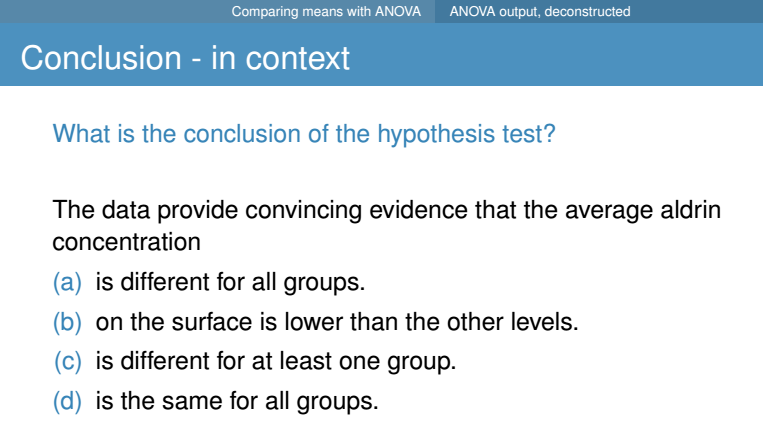 Comparing means with ANOVA ANOVA output, deconstructed
Conclusion - in context
What is the conclusion of the hypothesis test?
The data provide convincing evidence that the average aldrin
concentration
(a) is different for all groups.
(b) on the surface is lower than the other levels.
(c) is different for at least one group.
(d) is the same for all groups.